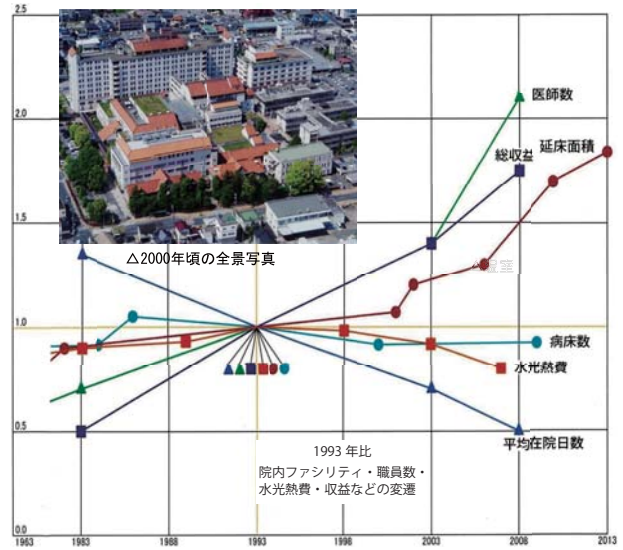 2.5
2.0
1.5
1.0
0.5
0.0
医師数
総収益
延床面積
△2000年頃の全景写真
病床数
水光熱費
平均在院日数
1993 年比
院内ファシリティ・職員数・
水光熱費・収益などの変遷
1963
1983
1988
1993
1998
2003
2008
2013